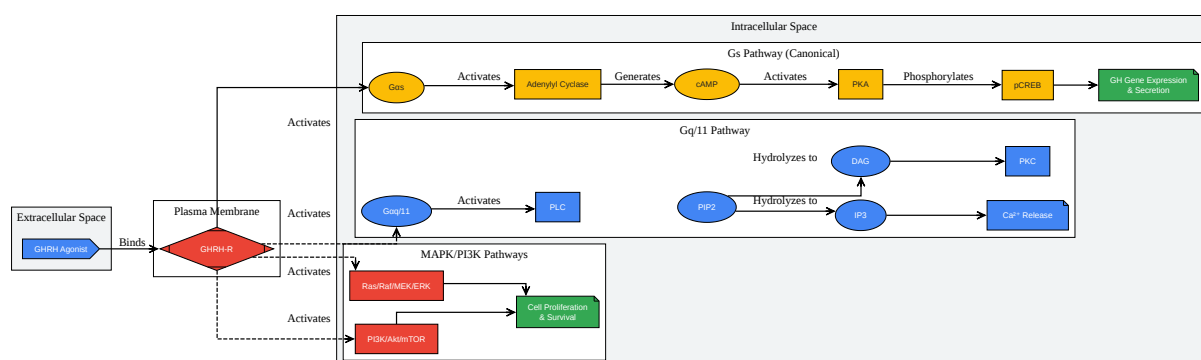 Intracellular Space
Gs Pathway (Canonical)
Gαs
Activates
Adenylyl Cyclase
Generates
cAMP
Activates
PKA
Phosphorylates
pCREB
GH Gene Expression
& Secretion
Activates
Gq/11 Pathway
Hydrolyzes to
DAG
PKC
Extracellular Space
GHRH Agonist
Binds
Plasma Membrane
GHRH-R
Activates
Gαq/11
Activates
PLC
PIP2
Hydrolyzes to
IP3
Ca²⁺ Release
MAPK/PI3K Pathways
Activates
Ras/Raf/MEK/ERK
Cell Proliferation
& Survival
Activates
PI3K/Akt/mTOR